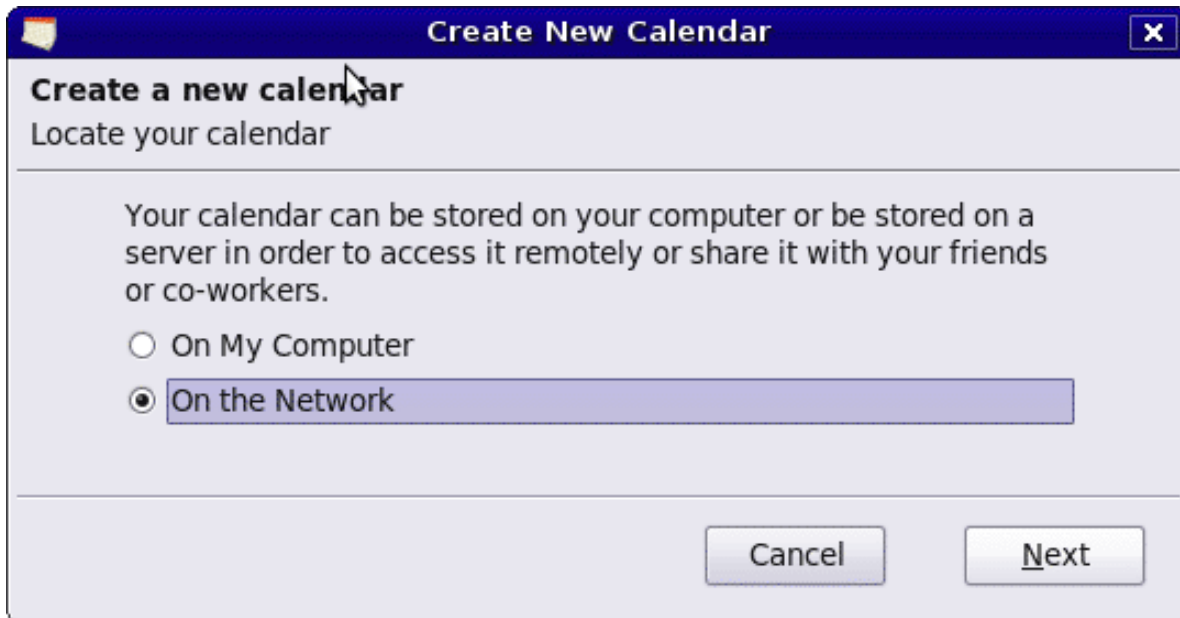 Create New Calendar
Create a new calendar
Locate your calendar
Your calendar can be stored on your computer or be stored on a
server in order to access it remotely or share it with your friends
or co-workers.
On My Computer
On the Network
Cancel
Next